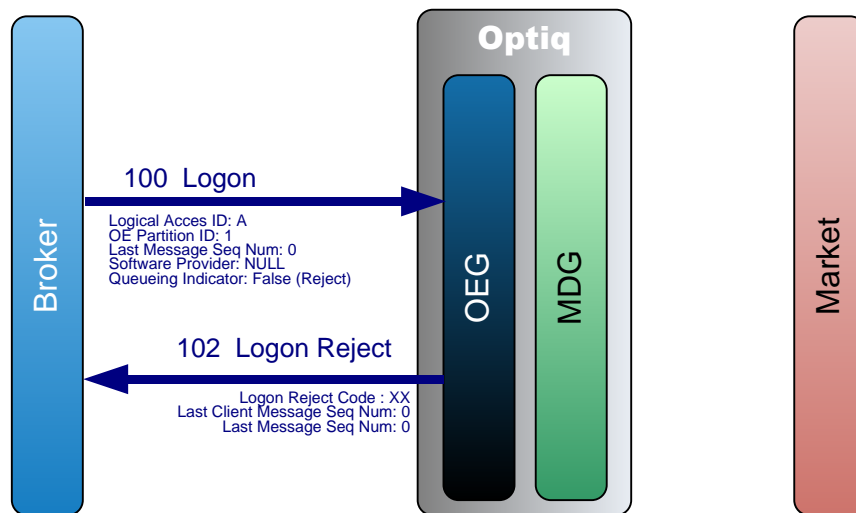 Optiq
Broker
100 Logon
Logical Acces ID: A
OE Partition ID: 1
Last Message Seq Num: 0
Software Provider: NULL
Queueing Indicator: False (Reject)
102 Logon Reject
Logon Reject Code : XX
Last Client Message Seq Num: 0
Last Message Seq Num: 0
OEG
MDG
Market